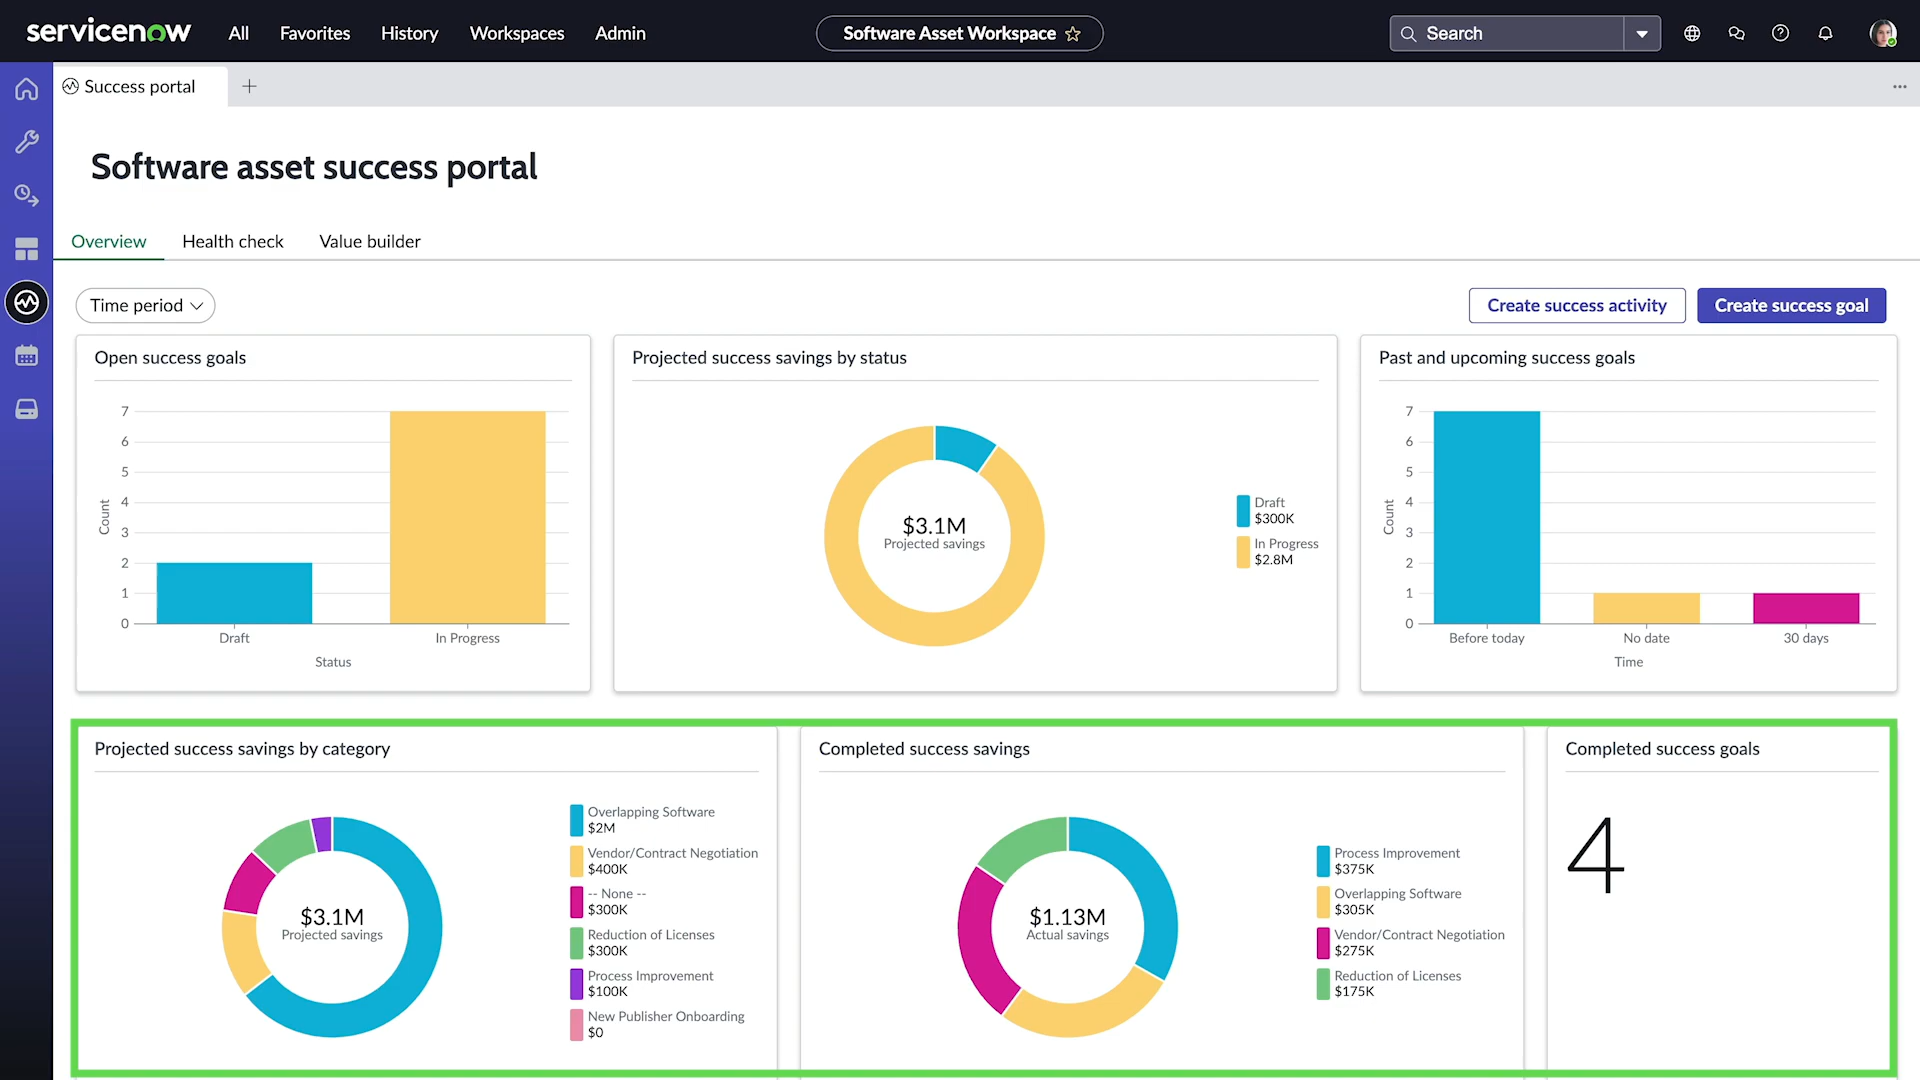 servicenow
All
Favorites
History
Workspaces
Admin
Software Asset Workspace
Search
Success portal
Software asset success portal
Overview
Health check
Value builder
Time period
Create success activity
Create success goal
Open success goals
7
6
5
4
3
2
1
0
Count
Draft
In Progress
Status
Projected success savings by status
$3.1M
Projected savings
Draft
$300K
In Progress
$2.8M
Past and upcoming success goals
7
6
5
4
3
2
1
0
Count
Before today
No date
30 days
Time
Projected success savings by category
$3.1M
Projected savings
Overlapping Software
$2M
Vendor/Contract Negotiation
$400K
-- None --
$300K
Reduction of Licenses
$300K
Process Improvement
$100K
New Publisher Onboarding
$0
Completed success savings
$1.13M
Actual savings
Process Improvement
$375K
Overlapping Software
$305K
Vendor/Contract Negotiation
$275K
Reduction of Licenses
$175K
Completed success goals
4